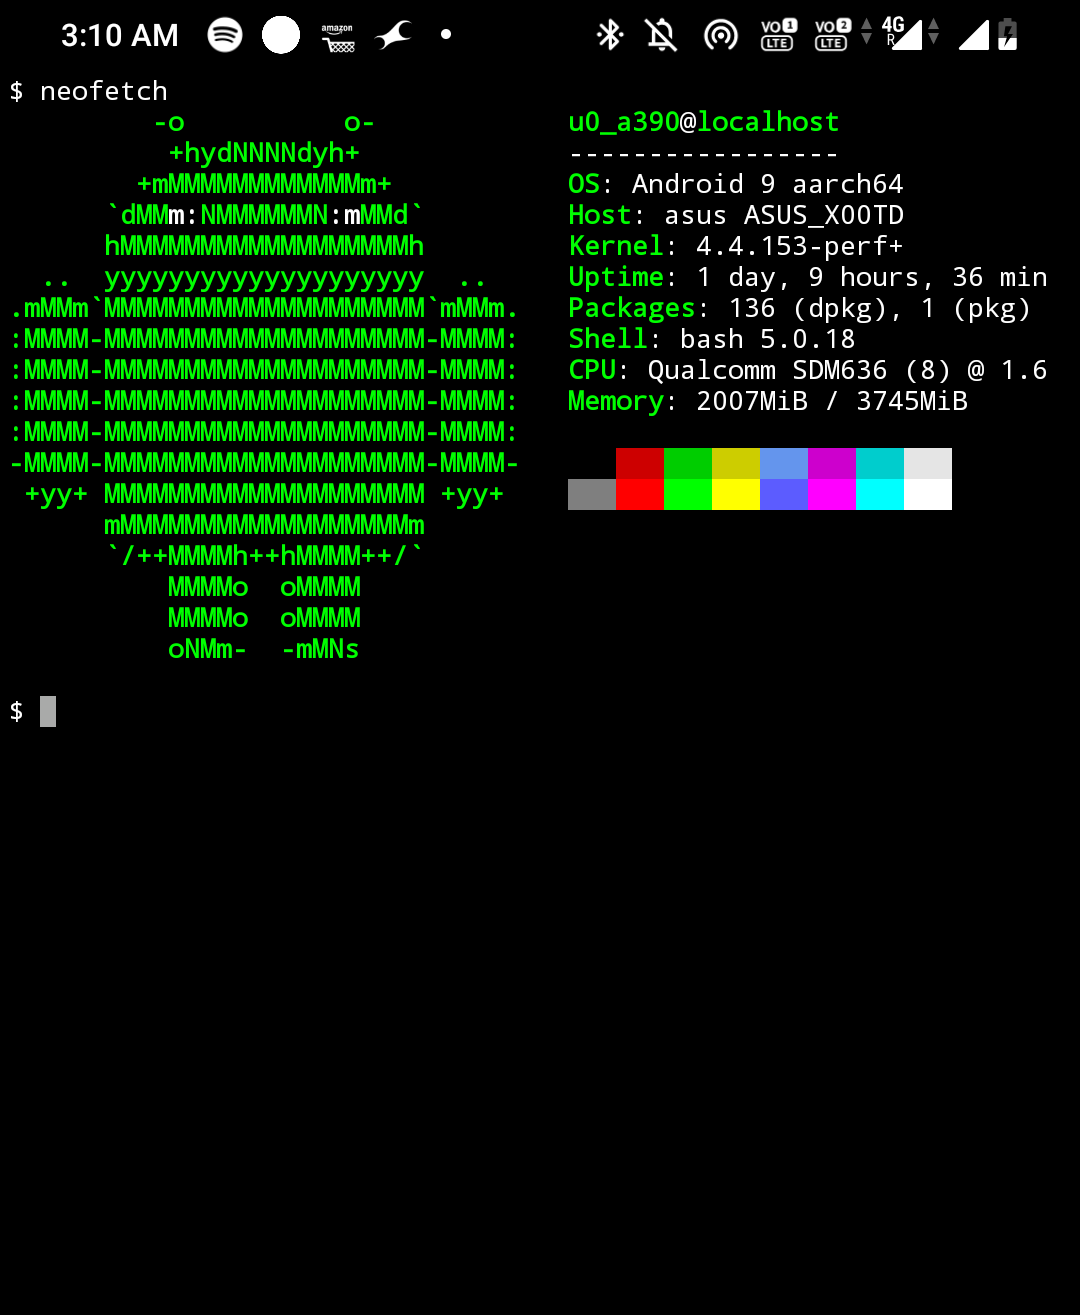 3:10 AM amazon VO 1 LTE VO 2 LTE 4G R
$ neofetch
         -o          o-            u0_a390@localhost
          +hydNNNNdyh+             -----------------
        +mMMMMMMMMMMMMm+           OS: Android 9 aarch64
      `dMMm:NMMMMMMN:mMMd`         Host: asus ASUS_X00TD
      hMMMMMMMMMMMMMMMMMMh         Kernel: 4.4.153-perf+
  ..  yyyyyyyyyyyyyyyyyyyy  ..     Uptime: 1 day, 9 hours, 36 min
.mMMm`MMMMMMMMMMMMMMMMMMMM`mMMm.   Packages: 136 (dpkg), 1 (pkg)
:MMMM-MMMMMMMMMMMMMMMMMMMM-MMMM:   Shell: bash 5.0.18
:MMMM-MMMMMMMMMMMMMMMMMMMM-MMMM:   CPU: Qualcomm SDM636 (8) @ 1.6
:MMMM-MMMMMMMMMMMMMMMMMMMM-MMMM:   Memory: 2007MiB / 3745MiB
:MMMM-MMMMMMMMMMMMMMMMMMMM-MMMM:
-MMMM-MMMMMMMMMMMMMMMMMMMM-MMMM-
 +yy+ MMMMMMMMMMMMMMMMMMMM +yy+
      mMMMMMMMMMMMMMMMMMMm
      `/++MMMMh++hMMMM++/`
          MMMMo  oMMMM
          MMMMo  oMMMM
          oNMm-  -mMNs
$